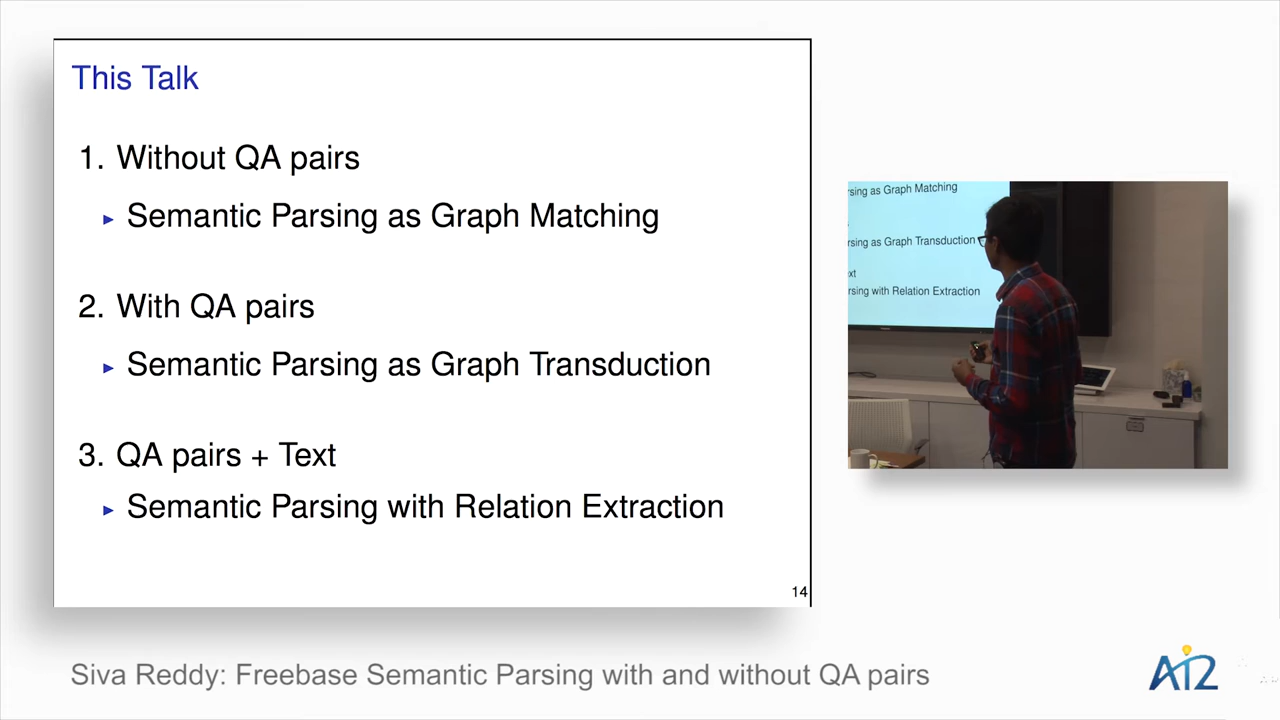 This Talk
1. Without QA pairs
▸ Semantic Parsing as Graph Matching
2. With QA pairs
▸ Semantic Parsing as Graph Transduction
3. QA pairs + Text
▸ Semantic Parsing with Relation Extraction
14
rsing as Graph Matching
rsing as Graph Transduction
ext
rsing with Relation Extraction
Siva Reddy: Freebase Semantic Parsing with and without QA pairs
Ai2